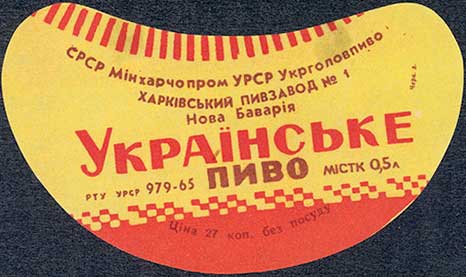 СРСР Мінхарчопром УРСР Укрголовпиво
ХАРКІВСЬКИЙ ПИВЗАВОД № 1
Нова Баварія
УКРАЇНСЬКЕ
ПИВО
РТУ УРСР 979-65
МІСТК 0,5л
Ціна 27 коп. без посуду